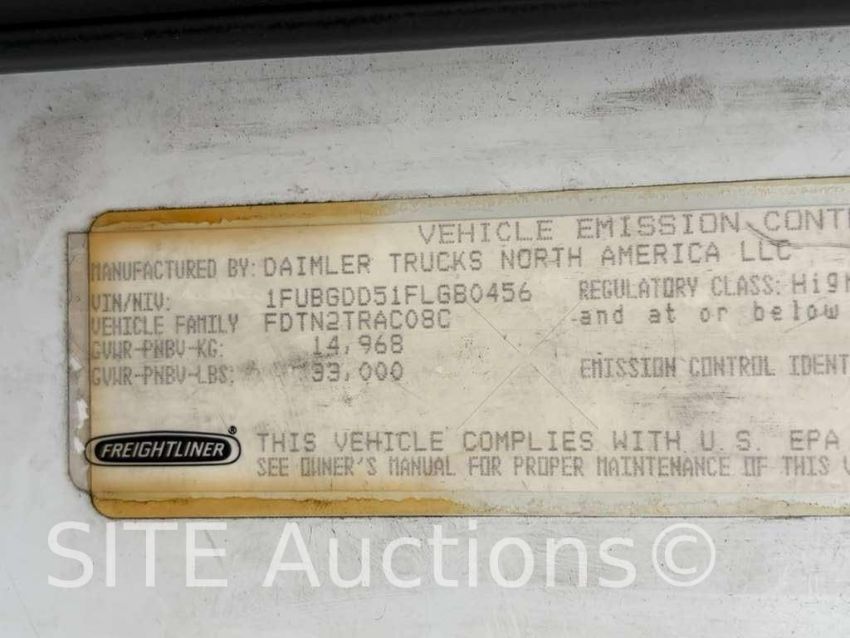 VEHICLE EMISSION CONT
MANUFACTURED BY: DAIMLER TRUCKS NORTH AMERICA LLC
VIN/NIV: 1FUBGDD51FLGB0456 REGULATORY CLASS: High
VEHICLE FAMILY FDTN2TRAC08C -and at or below
GVWR-PNBV-KG: 14,968
GVWR-PNBV-LBS: 33,000 EMISSION CONTROL IDENT
FREIGHTLINER® THIS VEHICLE COMPLIES WITH U.S. EPA
SEE OWNER'S MANUAL FOR PROPER MAINTENANCE OF THIS V
SITE Auctions©